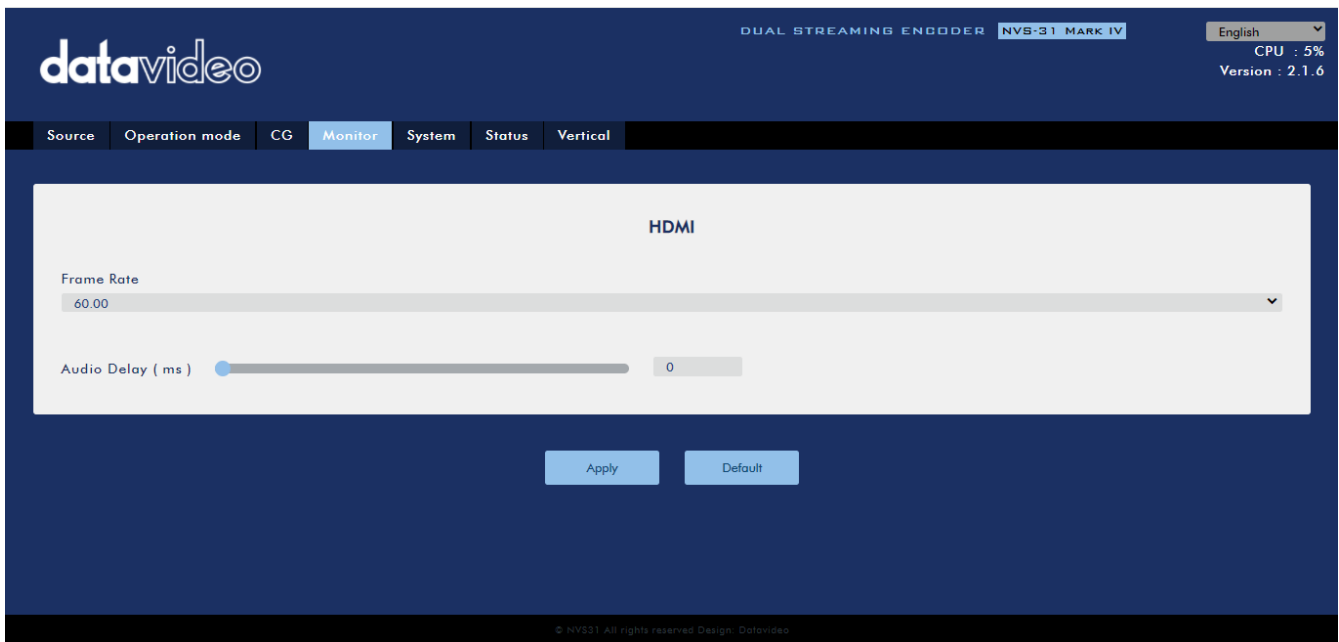 DUAL STREAMING ENCODER NVS-31 MARK IV
English
CPU : 5%
Version : 2.1.6
datavideo
Source Operation mode CG Monitor System Status Vertical
HDMI
Frame Rate
60.00
Audio Delay ( ms ) 0
Apply Default
© NVS31 All rights reserved Design: Datavideo